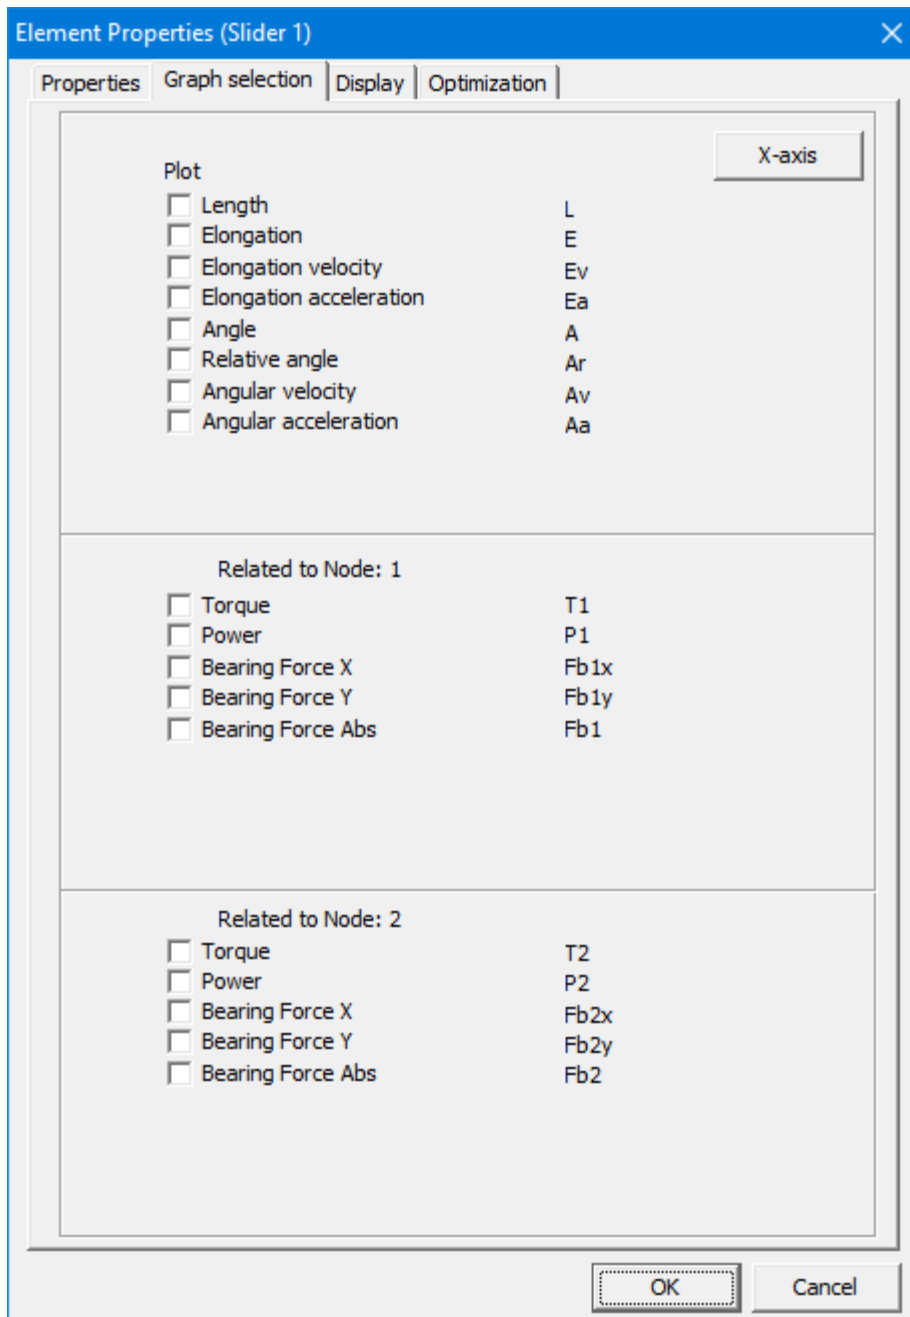 Element Properties (Slider 1)
Properties Graph selection Display Optimization
X-axis
Plot
Length L
Elongation E
Elongation velocity Ev
Elongation acceleration Ea
Angle A
Relative angle Ar
Angular velocity Av
Angular acceleration Aa
Related to Node: 1
Torque T1
Power P1
Bearing Force X Fb1x
Bearing Force Y Fb1y
Bearing Force Abs Fb1
Related to Node: 2
Torque T2
Power P2
Bearing Force X Fb2x
Bearing Force Y Fb2y
Bearing Force Abs Fb2
OK Cancel